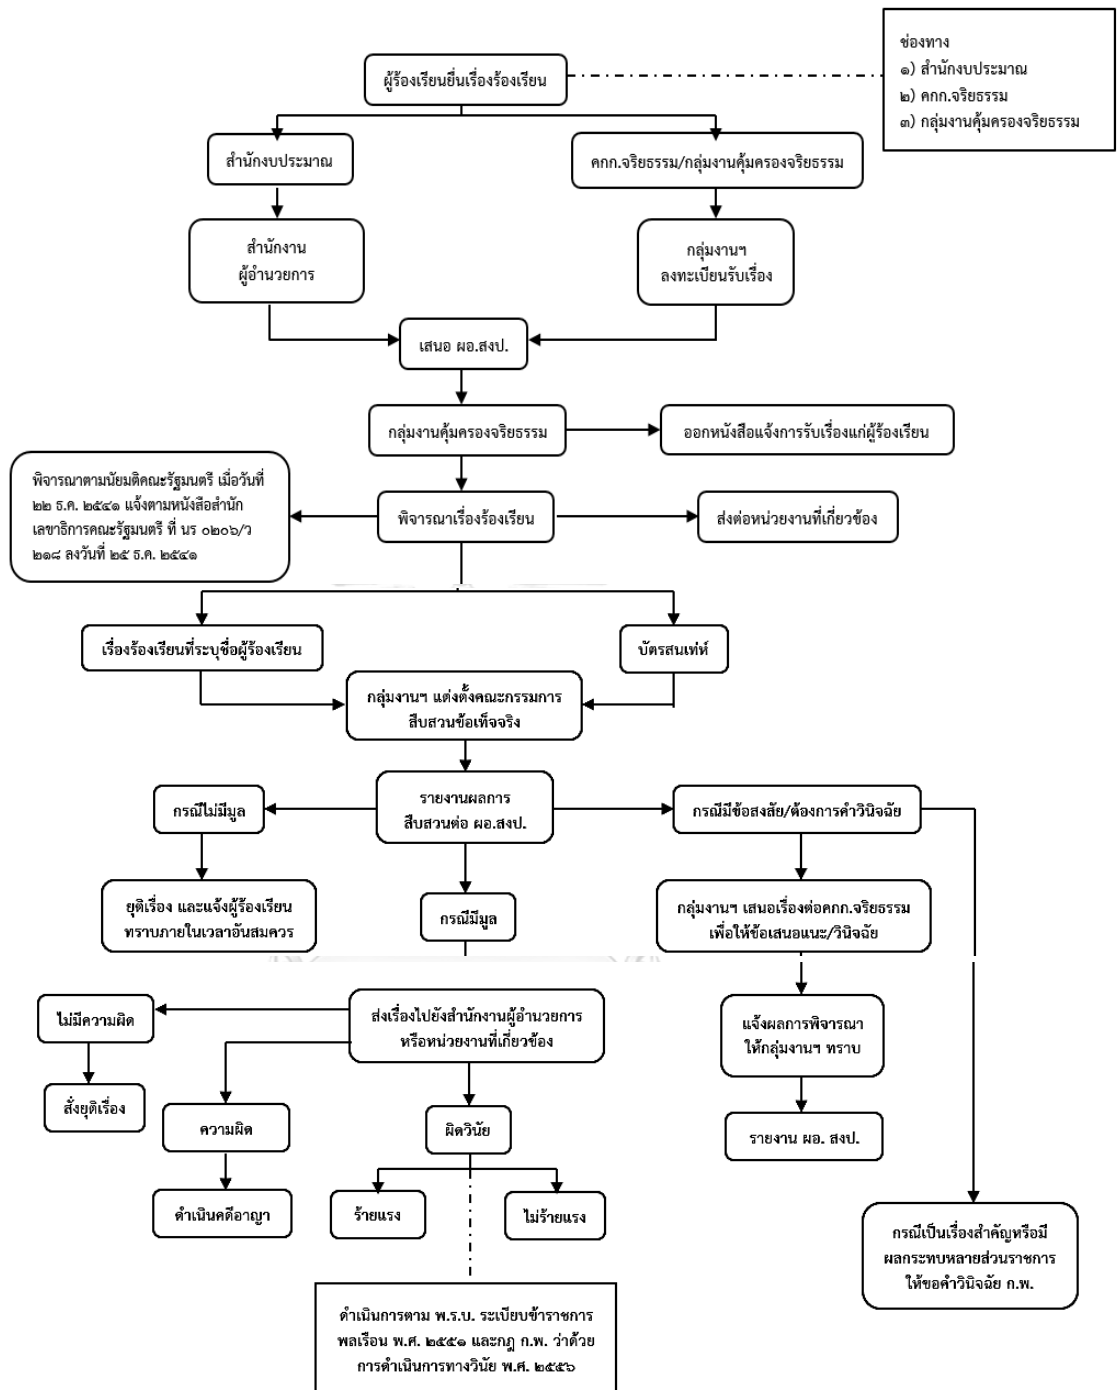 ช่องทาง
๑) สำนักงบประมาณ
๒) คกก.จริยธรรม
๓) กลุ่มงานคุ้มครองจริยธรรม
ผู้ร้องเรียนยื่นเรื่องร้องเรียน
สำนักงบประมาณ
คกก.จริยธรรม/กลุ่มงานคุ้มครองจริยธรรม
สำนักงาน
ผู้อำนวยการ
กลุ่มงานฯ
ลงทะเบียนรับเรื่อง
เสนอ ผอ.สงป.
กลุ่มงานคุ้มครองจริยธรรม
ออกหนังสือแจ้งการรับเรื่องแก่ผู้ร้องเรียน
พิจารณาตามนัยมติคณะรัฐมนตรี เมื่อวันที่
๒๒ ธ.ค. ๒๕๔๑ แจ้งตามหนังสือสำนัก
เลขาธิการคณะรัฐมนตรี ที่ นร ๐๒๐๖/ว
๒๑๘ ลงวันที่ ๒๕ ธ.ค. ๒๕๔๑
พิจารณาเรื่องร้องเรียน
ส่งต่อหน่วยงานที่เกี่ยวข้อง
เรื่องร้องเรียนที่ระบุชื่อผู้ร้องเรียน
บัตรสนเท่ห์
กลุ่มงานฯ แต่งตั้งคณะกรรมการ
สืบสวนข้อเท็จจริง
กรณีไม่มีมูล
รายงานผลการ
สืบสวนต่อ ผอ.สงป.
กรณีมีข้อสงสัย/ต้องการคำวินิจฉัย
ยุติเรื่อง และแจ้งผู้ร้องเรียน
ทราบภายในเวลาอันสมควร
กรณีมีมูล
กลุ่มงานฯ เสนอเรื่องต่อคกก.จริยธรรม
เพื่อให้ข้อเสนอแนะ/วินิจฉัย
ไม่มีความผิด
ส่งเรื่องไปยังสำนักงานผู้อำนวยการ
หรือหน่วยงานที่เกี่ยวข้อง
แจ้งผลการพิจารณา
ให้กลุ่มงานฯ ทราบ
สั่งยุติเรื่อง
ความผิด
ผิดวินัย
รายงาน ผอ. สงป.
ดำเนินคดีอาญา
ร้ายแรง
ไม่ร้ายแรง
กรณีเป็นเรื่องสำคัญหรือมี
ผลกระทบหลายส่วนราชการ
ให้ขอคำวินิจฉัย ก.พ.
ดำเนินการตาม พ.ร.บ. ระเบียบข้าราชการ
พลเรือน พ.ศ. ๒๕๕๑ และกฎ ก.พ. ว่าด้วย
การดำเนินการทางวินัย พ.ศ. ๒๕๕๖